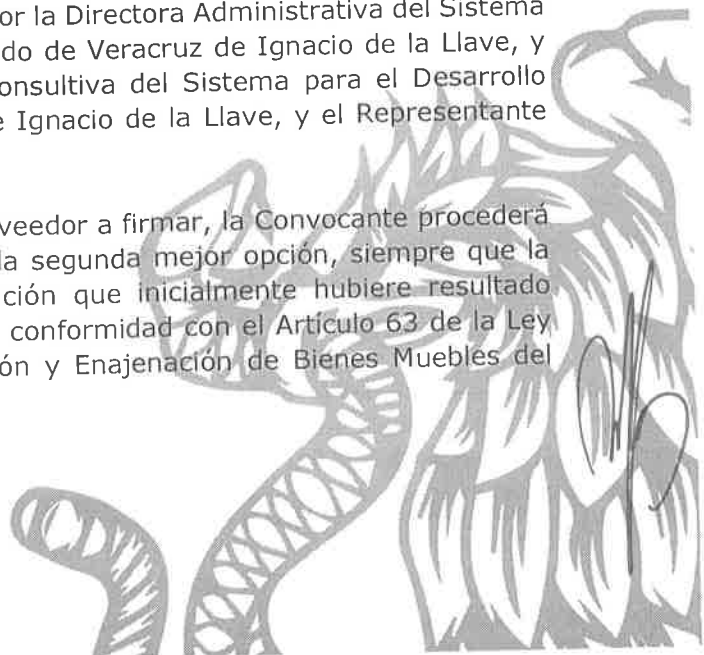 or la Directora Administrativa del Sistema
do de Veracruz de Ignacio de la Llave, y
onsultiva del Sistema para el Desarrollo
e Ignacio de la Llave, y el Representante
veedor a firmar, la Convocante procederá
la segunda mejor opción, siempre que la
ción que inicialmente hubiere resultado
conformidad con el Artículo 63 de la Ley
ón y Enajenación de Bienes Muebles del